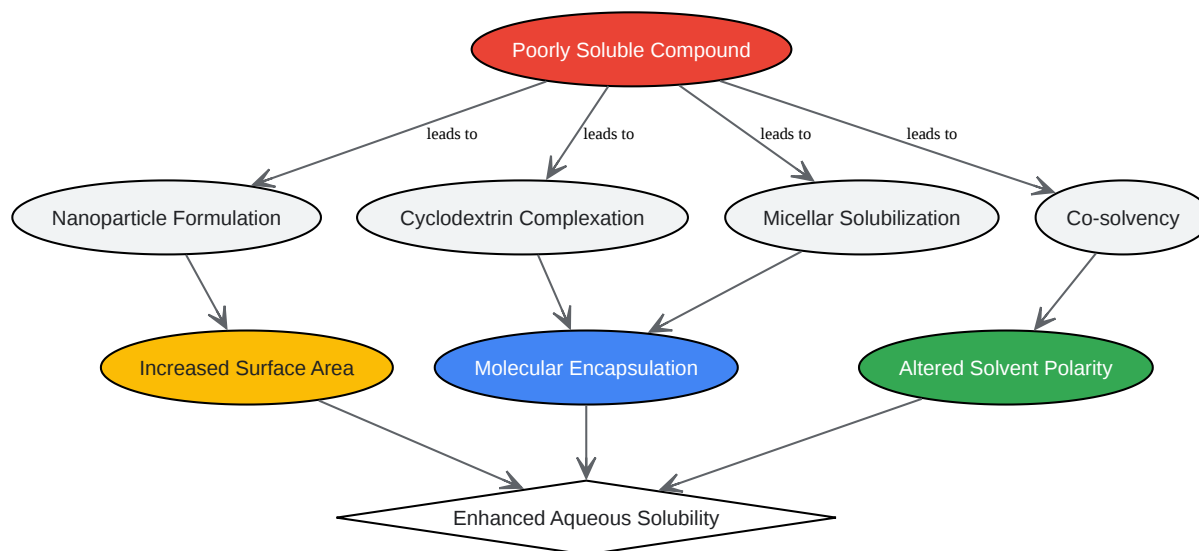 Poorly Soluble Compound
leads to
leads to
leads to
leads to
Nanoparticle Formulation
Cyclodextrin Complexation
Micellar Solubilization
Co-solvency
Increased Surface Area
Molecular Encapsulation
Altered Solvent Polarity
Enhanced Aqueous Solubility